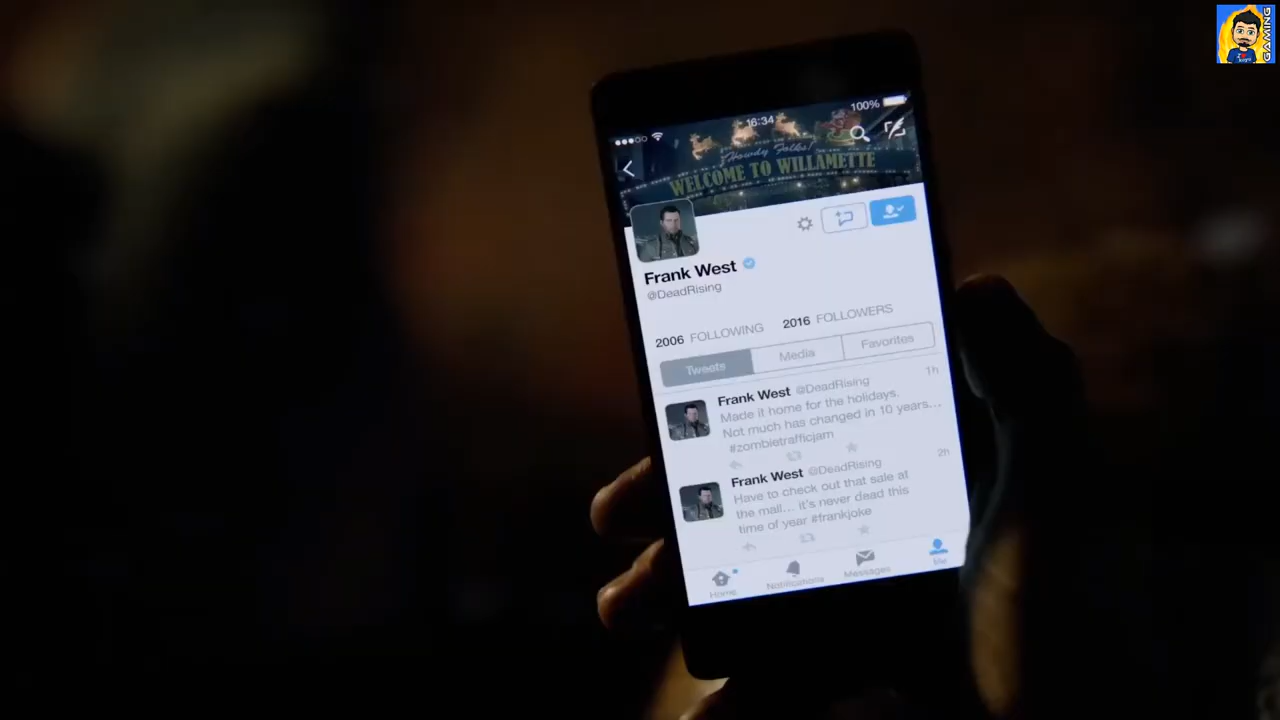 GAMING
100%
16:34
Howdy Folks!
WELCOME TO WILLAMETTE
Frank West
@DeadRising
2006 FOLLOWING 2016 FOLLOWERS
Tweets Media Favorites
Frank West @DeadRising 1h
Made it home for the holidays.
Not much has changed in 10 years...
#zombietrafficjam
Frank West @DeadRising 2h
Have to check out that sale at
the mall... it's never dead this
time of year #frankjoke
Home Notifications Messages Me